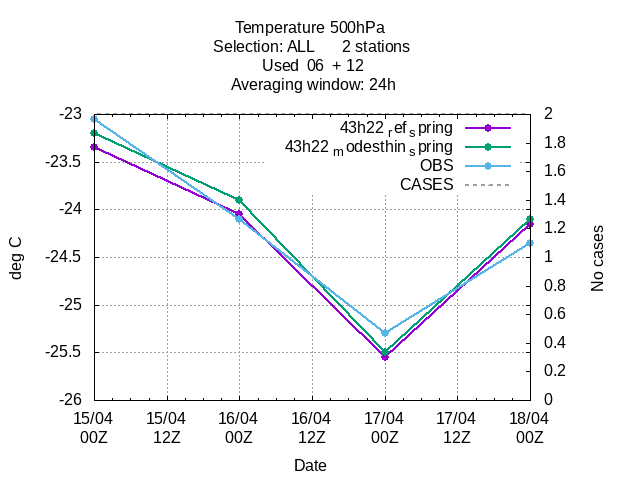 Temperature 500hPa
Selection: ALL 2 stations
Used 06 + 12
Averaging window: 24h
43h22 refspring
43h22 modesthinspring
OBS
CASES
-23
-23.5
-24
-24.5
-25
-25.5
-26
deg C
2
1.8
1.6
1.4
1.2
1
0.8
0.6
0.4
0.2
0
No cases
15/04 15/04 16/04 16/04 17/04 17/04 18/04
00Z 12Z 00Z 12Z 00Z 12Z 00Z
Date